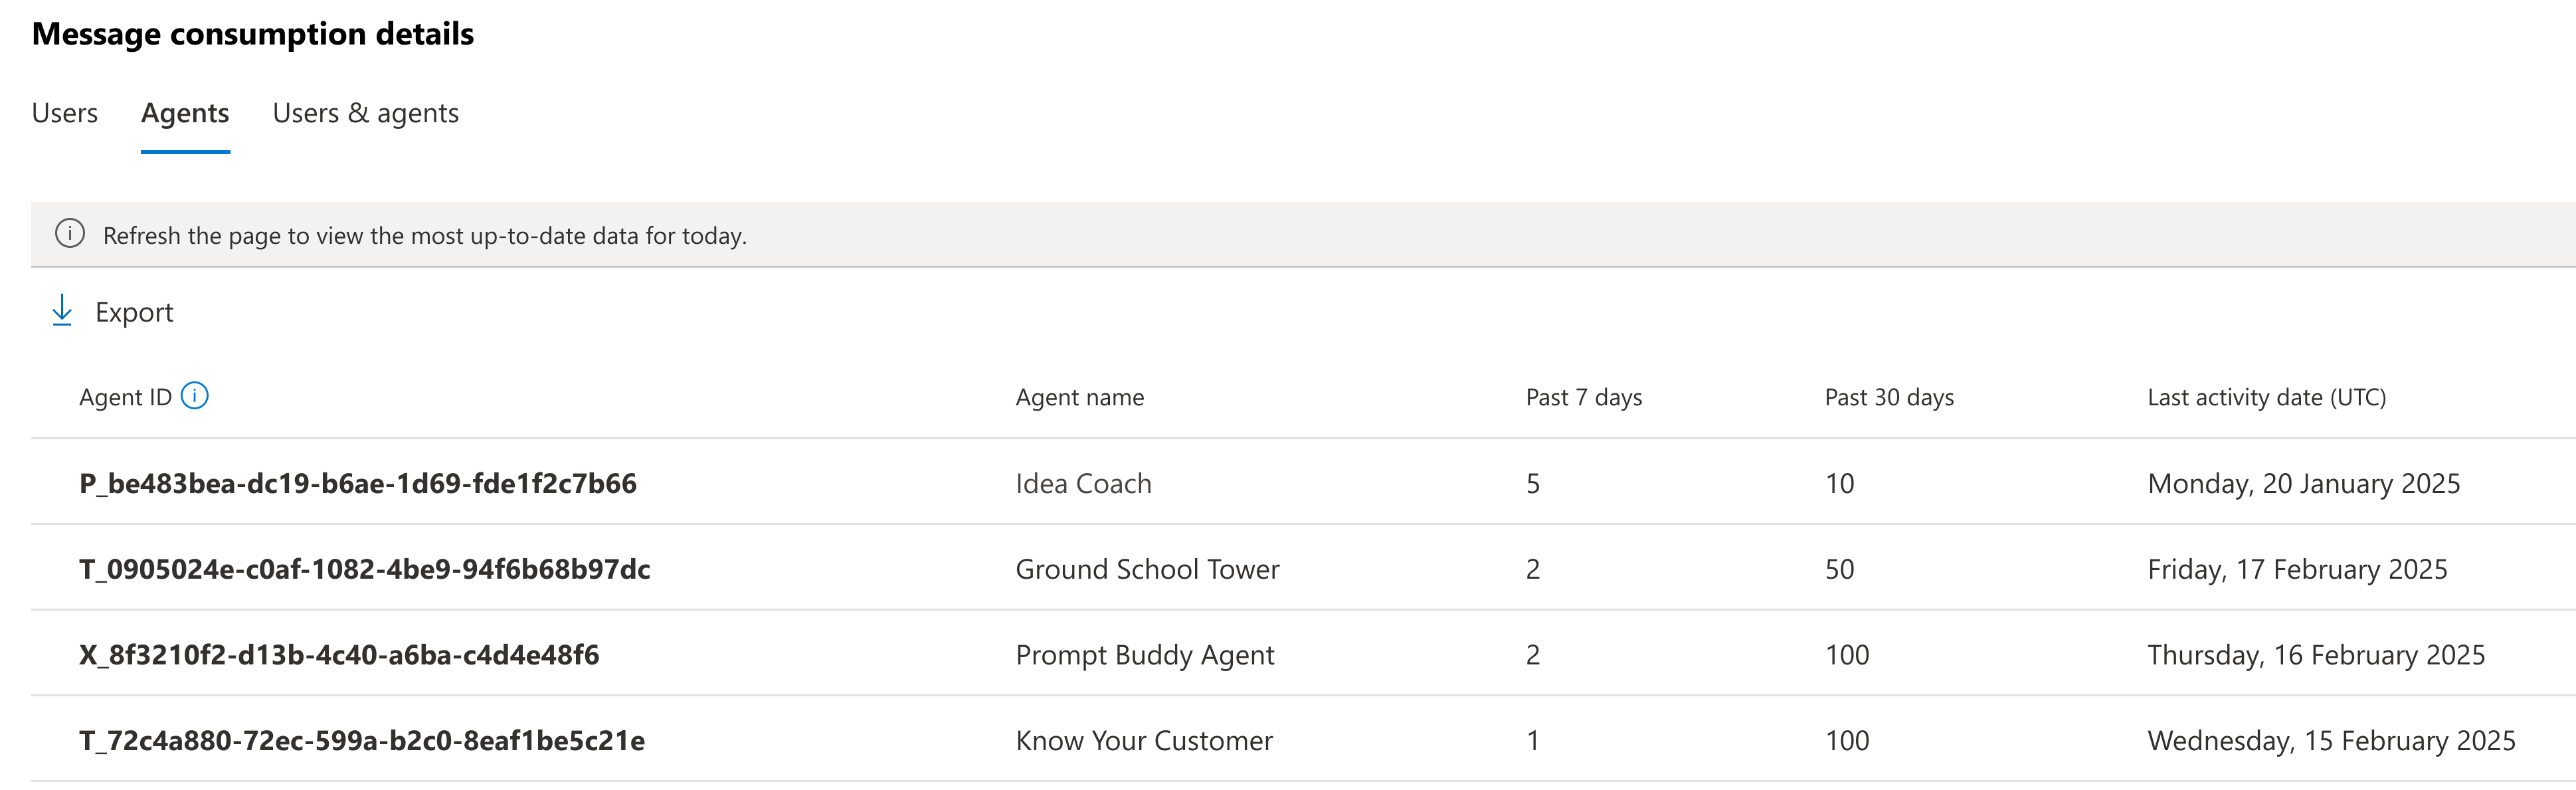 Message consumption details
Users Agents Users & agents
Refresh the page to view the most up-to-date data for today.
Export
Agent ID Agent name Past 7 days Past 30 days Last activity date (UTC)
P_be483bea-dc19-b6ae-1d69-fde1f2c7b66 Idea Coach 5 10 Monday, 20 January 2025
T_0905024e-c0af-1082-4be9-94f6b68b97dc Ground School Tower 2 50 Friday, 17 February 2025
X_8f3210f2-d13b-4c40-a6ba-c4d4e48f6 Prompt Buddy Agent 2 100 Thursday, 16 February 2025
T_72c4a880-72ec-599a-b2c0-8eaf1be5c21e Know Your Customer 1 100 Wednesday, 15 February 2025